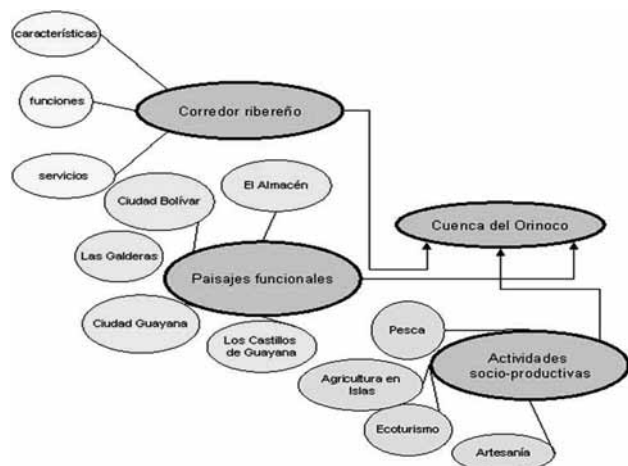 características
funciones
Corredor ribereño
servicios
El Almacén
Ciudad Bolívar
Cuenca del Orinoco
Las Galderas
Paisajes funcionales
Ciudad Guayana
Los Castillos
de Guayana
Pesca
Actividades
socio-productivas
Agricultura en
Islas
Ecoturismo
Artesanía